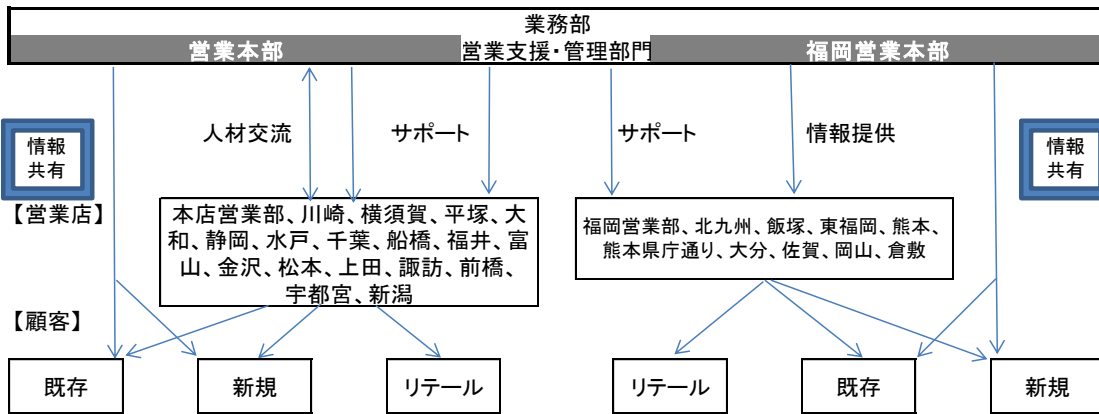 業務部
営業本部
営業支援・管理部門
福岡営業本部
人材交流
サポート
サポート
情報提供
情報
共有
情報
共有
【営業店】
本店営業部、川崎、横須賀、平塚、大
和、静岡、水戸、千葉、船橋、福井、富
山、金沢、松本、上田、諏訪、前橋、
宇都宮、新潟
福岡営業部、北九州、飯塚、東福岡、熊本、
熊本県庁通り、大分、佐賀、岡山、倉敷
【顧客】
既存
新規
リテール
リテール
既存
新規